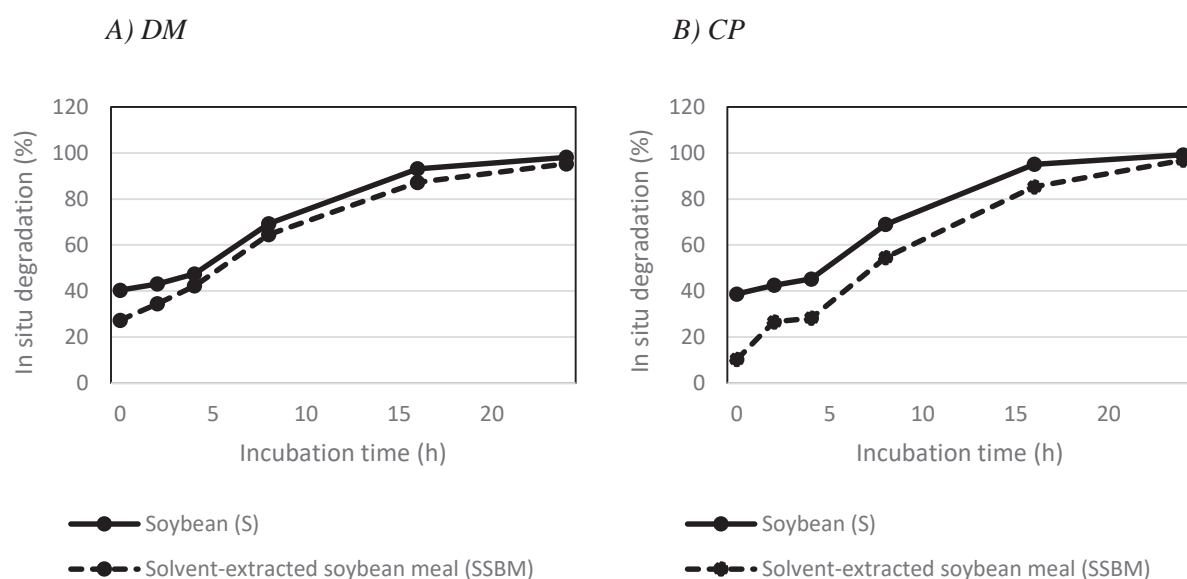 A) DM
120
100
80
60
40
20
0
In situ degradation (%)
0 5 10 15 20
Incubation time (h)
Soybean (S)
Solvent-extracted soybean meal (SSBM)
B) CP
120
100
80
60
40
20
0
In situ degradation (%)
0 5 10 15 20
Incubation time (h)
Soybean (S)
Solvent-extracted soybean meal (SSBM)